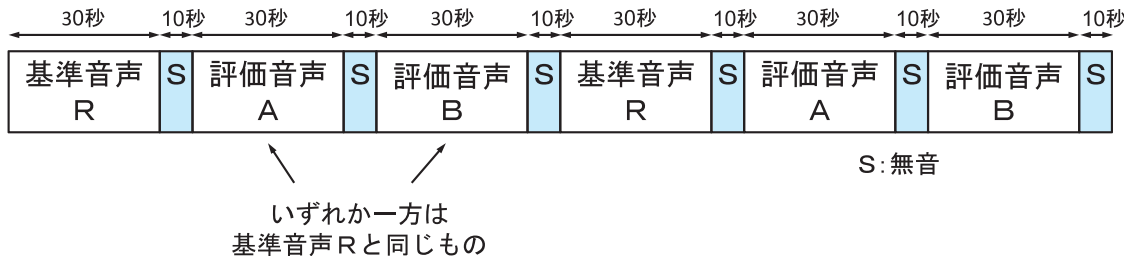 30秒 10秒 30秒 10秒 30秒 10秒 30秒 10秒 30秒 10秒 30秒 10秒
基準音声 S 評価音声 S 評価音声 S 基準音声 S 評価音声 S 評価音声 S
R A B R A B
S：無音
いずれか一方は
基準音声Rと同じもの